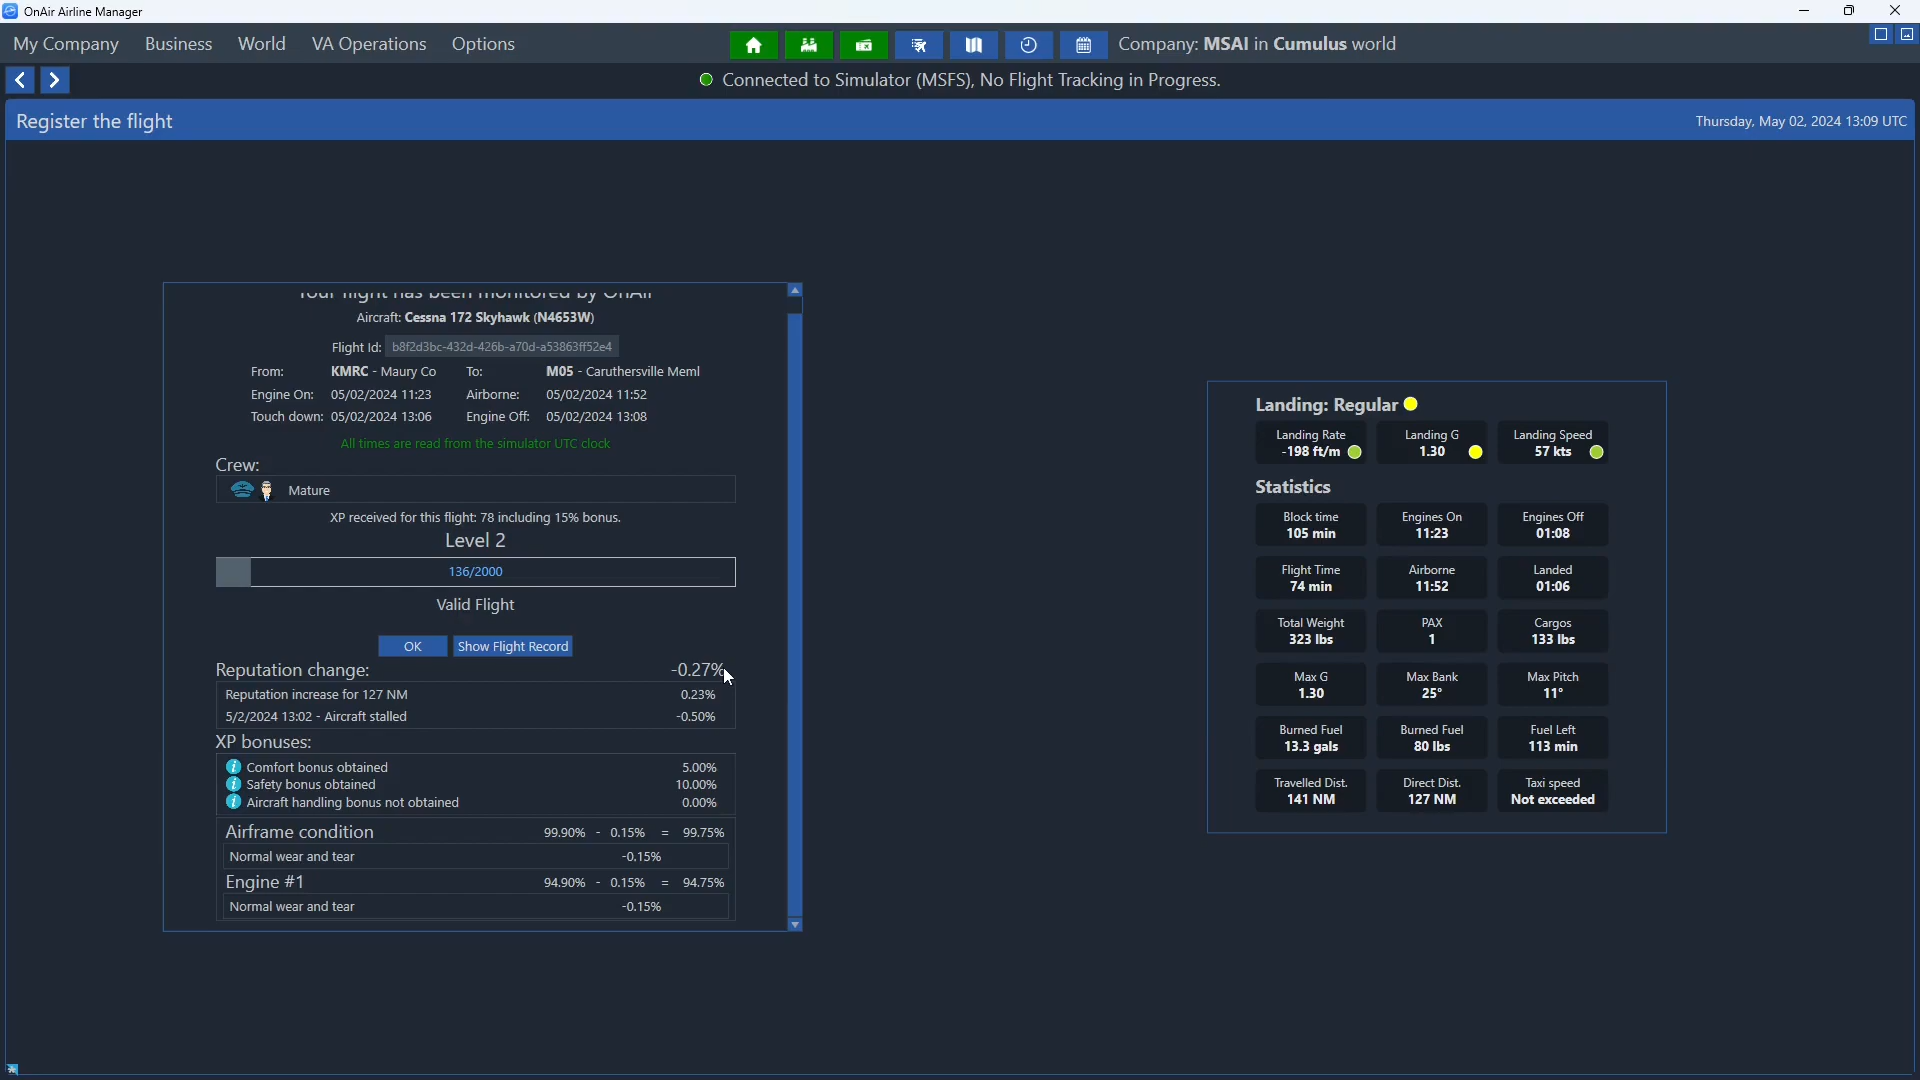 OnAir Airline Manager
My Company Business World VA Operations Options
Company: MSAI in Cumulus world
Connected to Simulator (MSFS), No Flight Tracking in Progress.
Register the flight
Thursday, May 02, 2024 13:09 UTC
Your flight has been monitored by OnAir
Aircraft: Cessna 172 Skyhawk (N4653W)
Flight Id: b8f2d3bc-432d-426b-a70d-a53863ff52e4
From: KMRC - Maury Co To: M05 - Caruthersville Meml
Engine On: 05/02/2024 11:23 Airborne: 05/02/2024 11:52
Touch down: 05/02/2024 13:06 Engine Off: 05/02/2024 13:08
All times are read from the simulator UTC clock
Crew:
Mature
XP received for this flight: 78 including 15% bonus.
Level 2
136/2000
Valid Flight
OK Show Flight Record
Reputation change: -0.27%
Reputation increase for 127 NM 0.23%
5/2/2024 13:02 - Aircraft stalled -0.50%
XP bonuses:
Comfort bonus obtained 5.00%
Safety bonus obtained 10.00%
Aircraft handling bonus not obtained 0.00%
Airframe condition 99.90% - 0.15% = 99.75%
Normal wear and tear -0.15%
Engine #1 94.90% - 0.15% = 94.75%
Normal wear and tear -0.15%
Landing: Regular
Landing Rate Landing G Landing Speed
-198 ft/m 1.30 57 kts
Statistics
Block time Engines On Engines Off
105 min 11:23 01:08
Flight Time Airborne Landed
74 min 11:52 01:06
Total Weight PAX Cargos
323 lbs 1 133 lbs
Max G Max Bank Max Pitch
1.30 25° 11°
Burned Fuel Burned Fuel Fuel Left
13.3 gals 80 lbs 113 min
Travelled Dist. Direct Dist. Taxi speed
141 NM 127 NM Not exceeded